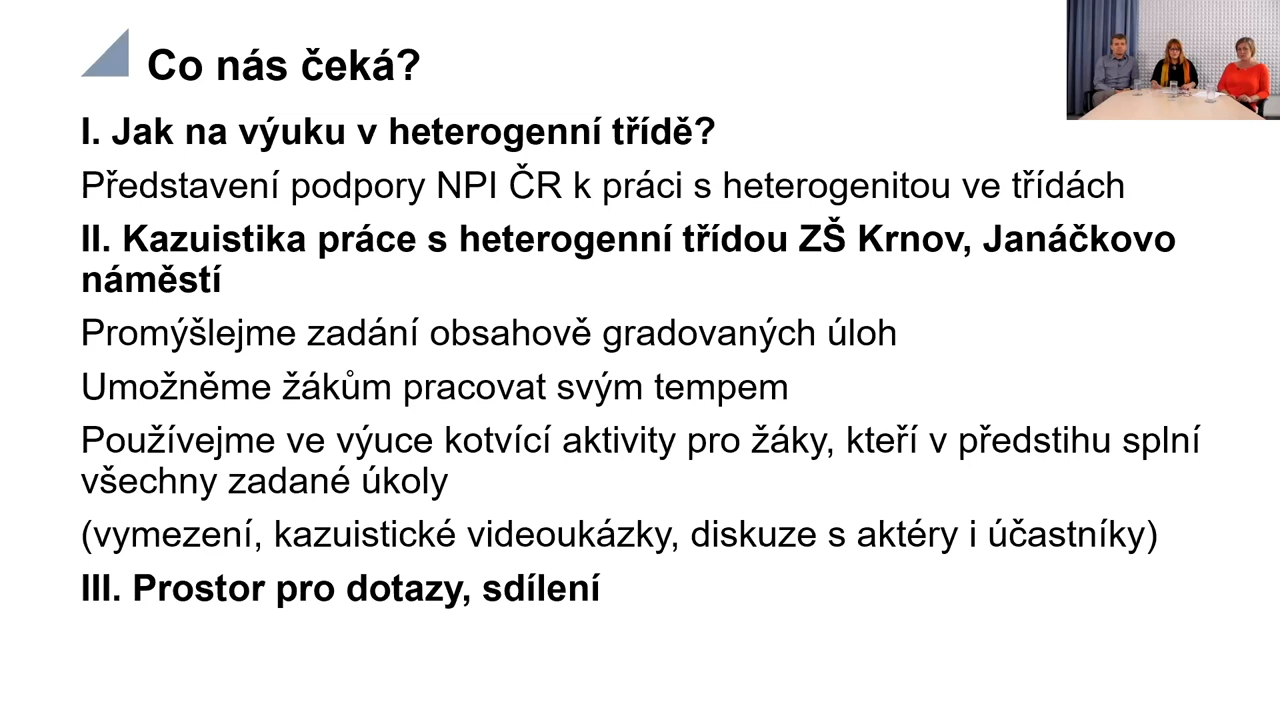 Co nás čeká?
I. Jak na výuku v heterogenní třídě?
Představení podpory NPI ČR k práci s heterogenitou ve třídách
II. Kazuistika práce s heterogenní třídou ZŠ Krnov, Janáčkovo
náměstí
Promýšlejme zadání obsahově gradovaných úloh
Umožněme žákům pracovat svým tempem
Používejme ve výuce kotvící aktivity pro žáky, kteří v předstihu splní
všechny zadané úkoly
(vymezení, kazuistické videoukázky, diskuze s aktéry i účastníky)
III. Prostor pro dotazy, sdílení